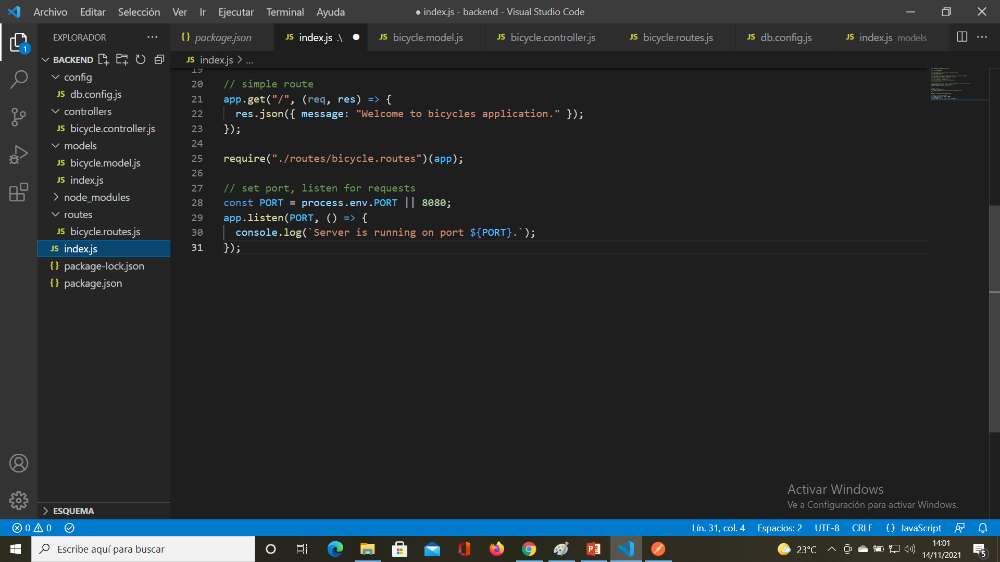 Archivo Editar Selección Ver Ir Ejecutar Terminal Ayuda
● index.js - backend - Visual Studio Code
EXPLORADOR
{} package.json
JS index.js .\
JS bicycle.model.js
JS bicycle.controller.js
JS bicycle.routes.js
JS db.config.js
JS index.js models
1
BACKEND
JS index.js > ...
config
JS db.config.js
controllers
JS bicycle.controller.js
models
JS bicycle.model.js
JS index.js
node_modules
routes
JS bicycle.routes.js
JS index.js
{} package-lock.json
{} package.json
ESQUEMA
19
20 // simple route
21 app.get("/", (req, res) => {
22 res.json({ message: "Welcome to bicycles application." });
23 });
24
25 require("./routes/bicycle.routes")(app);
26
27 // set port, listen for requests
28 const PORT = process.env.PORT || 8080;
29 app.listen(PORT, () => {
30 console.log(`Server is running on port ${PORT}.`);
31 });
Activar Windows
Ve a Configuración para activar Windows.
0 0
Lín. 31, col. 4 Espacios: 2 UTF-8 CRLF {} JavaScript
Escribe aquí para buscar
23°C
14:01
14/11/2021
5